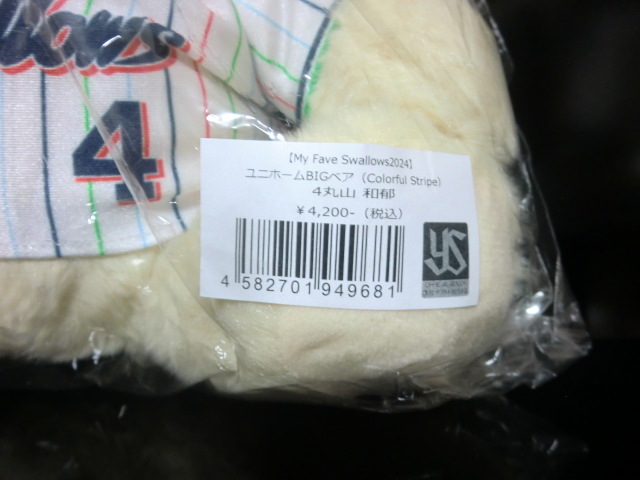 4
【My Fave Swallows2024】
ユニホームBIGベア（Colorful Stripe）
4丸山 和郁
￥4,200-（税込）
4 582701 949681
YS